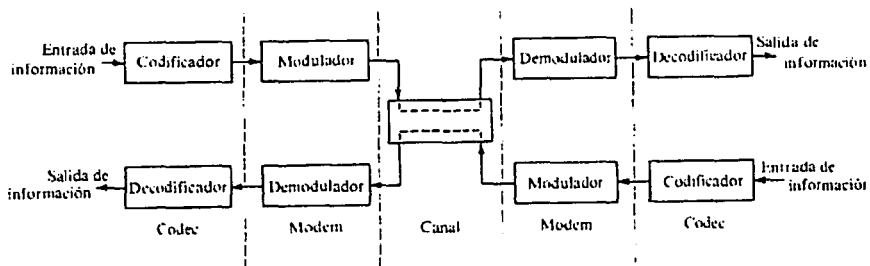 Entrada de
información
Codificador
Modulador
Demodulador
Decodificador
Salida de
información
Salida de
información
Decodificador
Demodulador
Modulador
Codificador
Entrada de
información
Codec
Modem
Canal
Modem
Codec